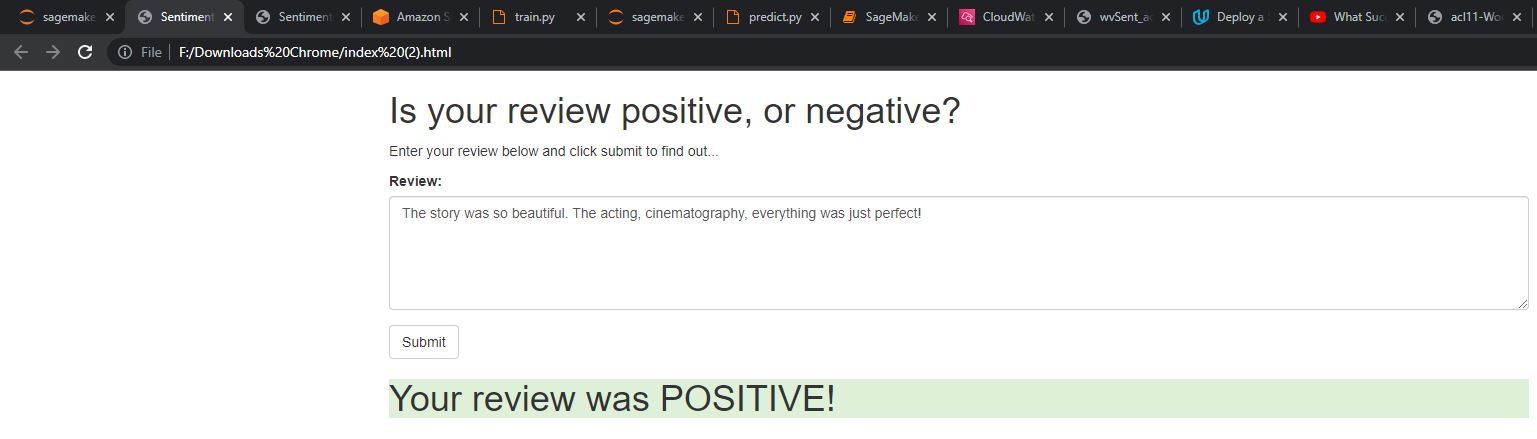 sagemake
Sentiment
Sentiment
Amazon S
train.py
sagemake
predict.py
SageMake
CloudWat
wvSent_ac
Deploy a S
What Suc
acl11-Wor
File F:/Downloads%20Chrome/index%20(2).html
Is your review positive, or negative?
Enter your review below and click submit to find out...
Review:
The story was so beautiful. The acting, cinematography, everything was just perfect!
Submit
Your review was POSITIVE!